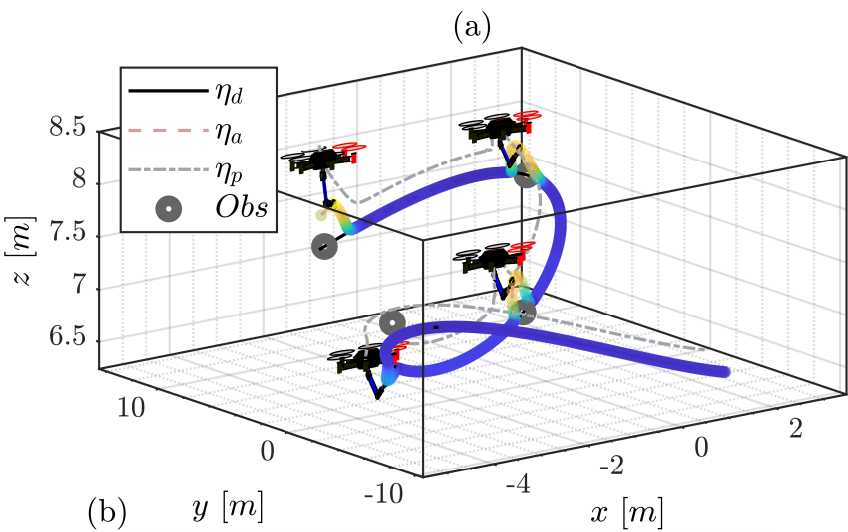 (a)
η_d
η_a
η_p
Obs
8.5
8
7.5
7
6.5
z [m]
10
0
-10
y [m]
-4
-2
0
2
x [m]
(b)